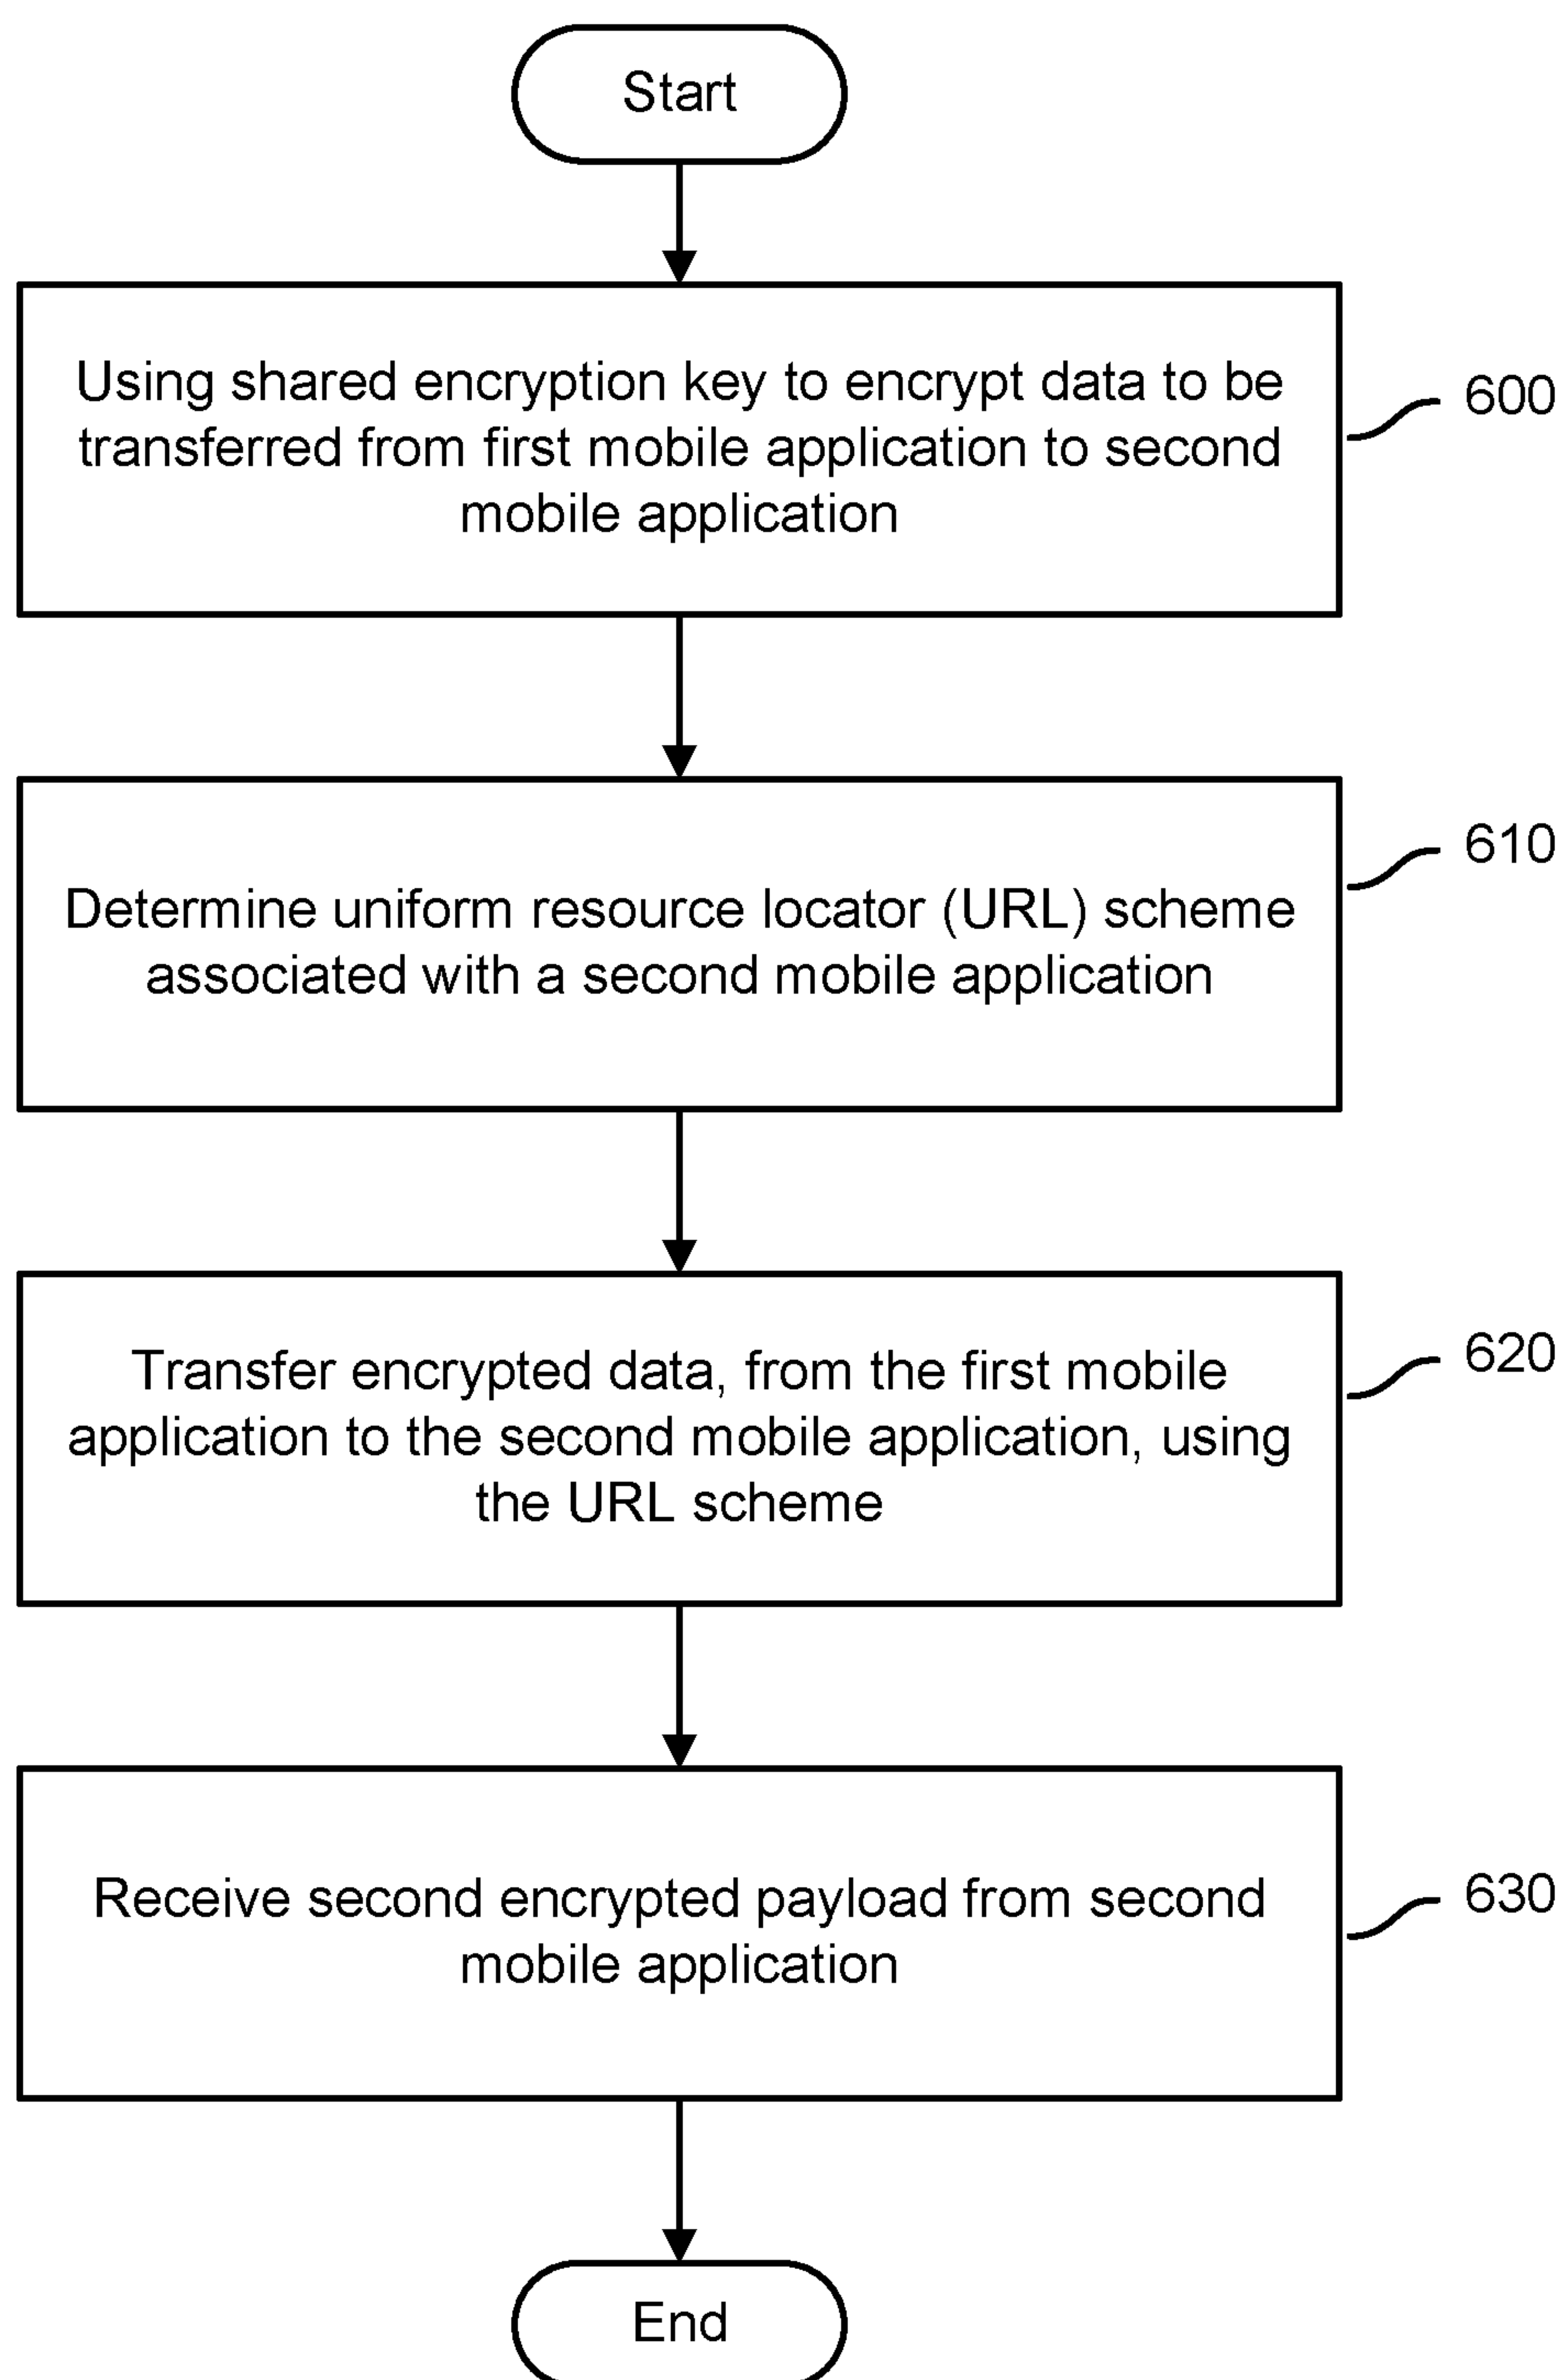 Start
Using shared encryption key to encrypt data to be
transferred from first mobile application to second
mobile application
600
Determine uniform resource locator (URL) scheme
associated with a second mobile application
610
Transfer encrypted data, from the first mobile
application to the second mobile application, using
the URL scheme
620
Receive second encrypted payload from second
mobile application
630
End